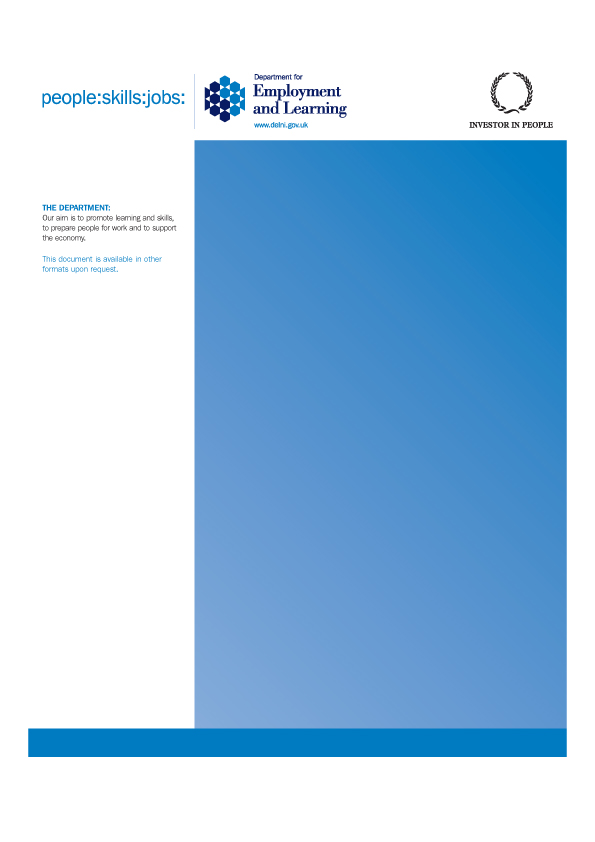 people:skills:jobs:
Department for
Employment
and Learning
www.delni.gov.uk
INVESTOR IN PEOPLE
THE DEPARTMENT:
Our aim is to promote learning and skills,
to prepare people for work and to support
the economy.
This document is available in other
formats upon request.